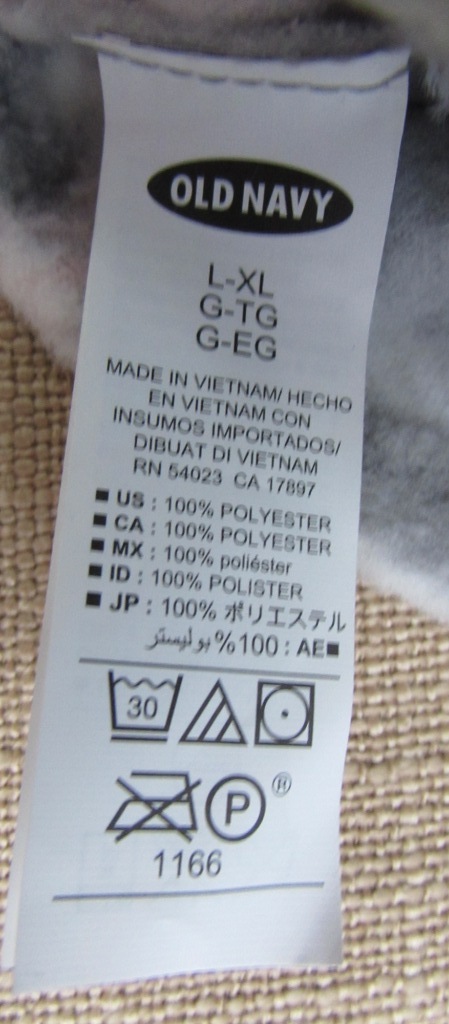 OLD NAVY
L-XL
G-TG
G-EG
MADE IN VIETNAM/ HECHO
EN VIETNAM CON
INSUMOS IMPORTADOS/
DIBUAT DI VIETNAM
RN 54023 CA 17897
■ US : 100% POLYESTER
■ CA : 100% POLYESTER
■ MX : 100% poliéster
■ ID : 100% POLISTER
■ JP : 100% ポリエステル
■AE : 100% بوليستر
30
P ®
1166